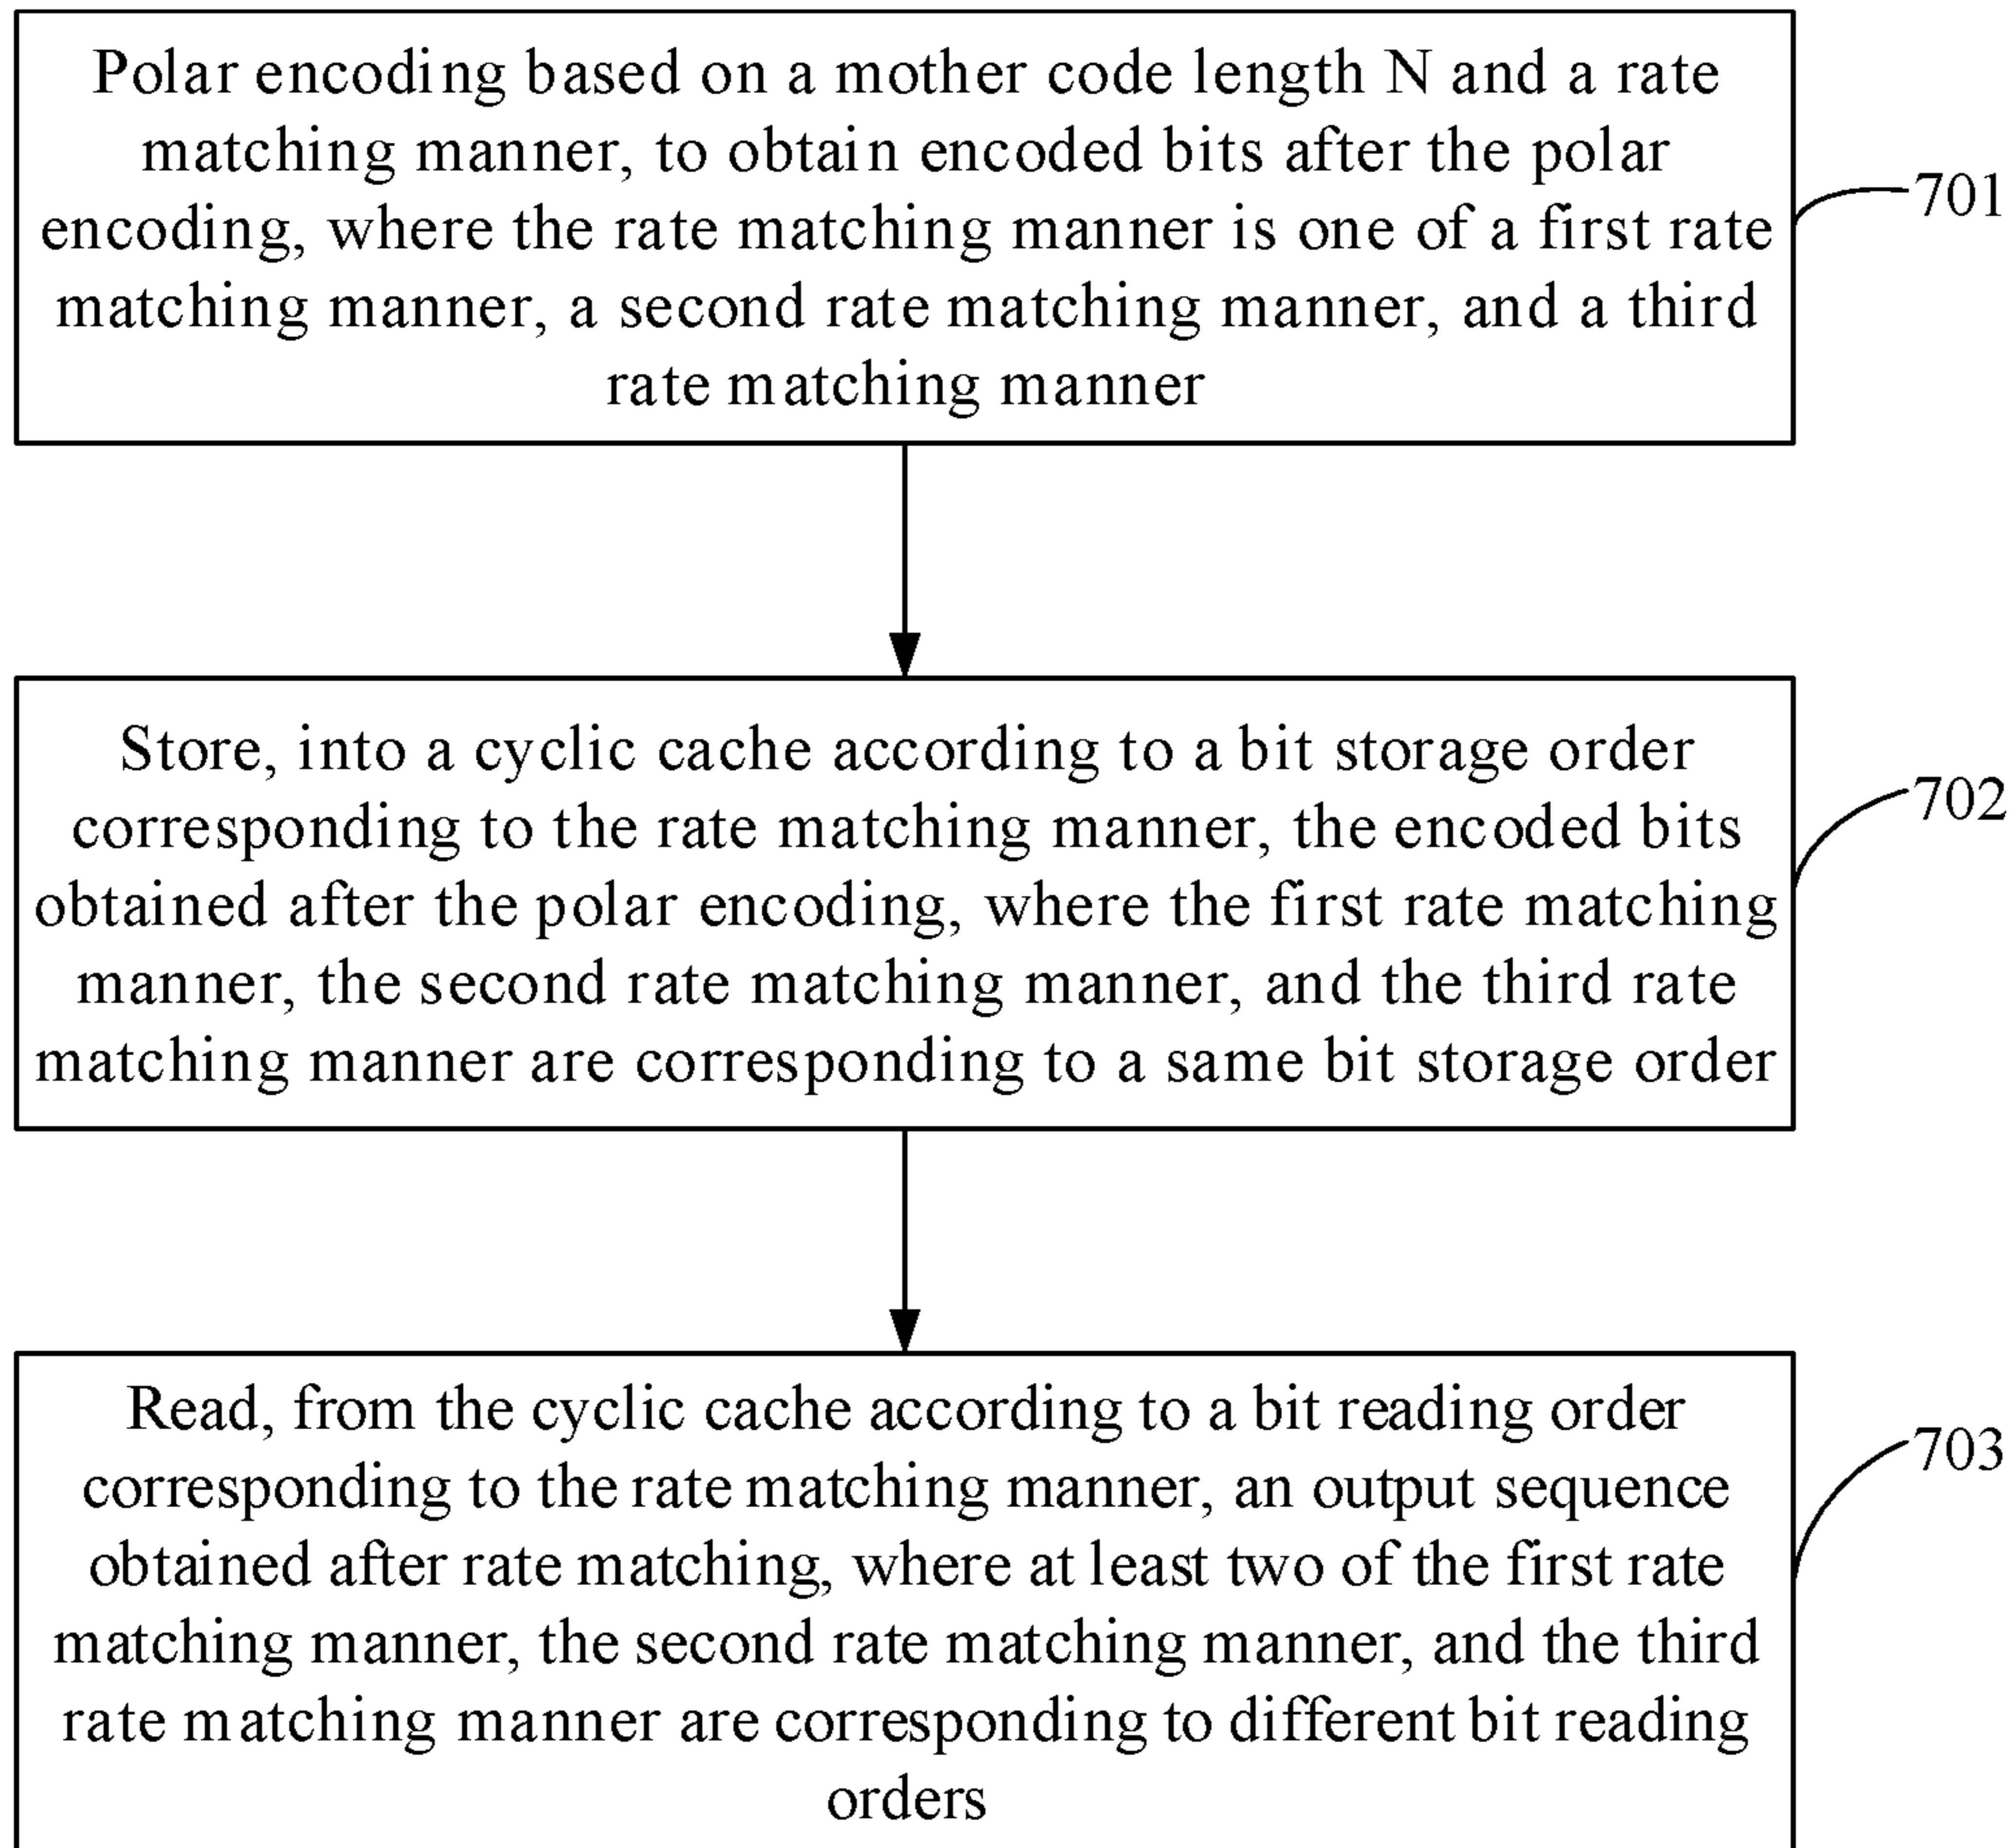 Polar encoding based on a mother code length N and a rate
matching manner, to obtain encoded bits after the polar
encoding, where the rate matching manner is one of a first rate
matching manner, a second rate matching manner, and a third
rate matching manner
701
Store, into a cyclic cache according to a bit storage order
corresponding to the rate matching manner, the encoded bits
obtained after the polar encoding, where the first rate matching
manner, the second rate matching manner, and the third rate
matching manner are corresponding to a same bit storage order
702
Read, from the cyclic cache according to a bit reading order
corresponding to the rate matching manner, an output sequence
obtained after rate matching, where at least two of the first rate
matching manner, the second rate matching manner, and the third
rate matching manner are corresponding to different bit reading
orders
703